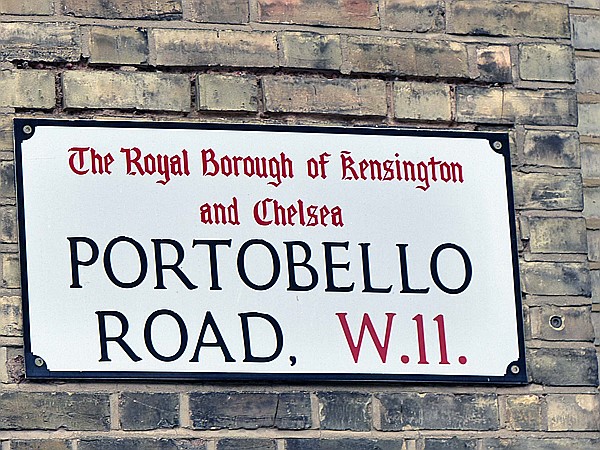 The Royal Borough of Kensington
and Chelsea
PORTOBELLO
ROAD, W.11.